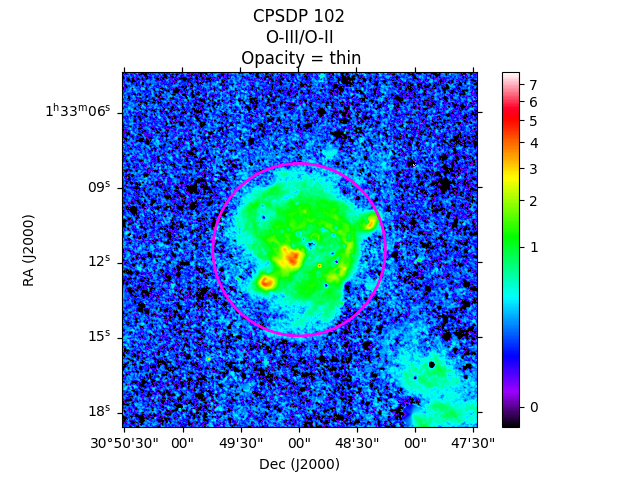 CPSDP 102
O-III/O-II
Opacity = thin
1ʰ33ᵐ06ˢ
09ˢ
12ˢ
15ˢ
18ˢ
RA (J2000)
30°50'30" 00" 49'30" 00" 48'30" 00" 47'30"
Dec (J2000)
7
6
5
4
3
2
1
0